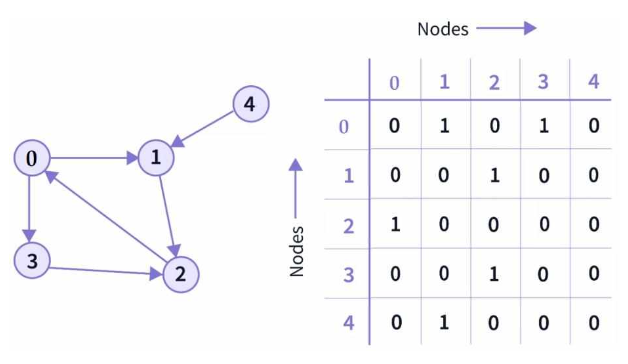 Nodes
0 1 2 3 4
0 0 1 0 1 0
1 0 0 1 0 0
2 1 0 0 0 0
3 0 0 1 0 0
4 0 1 0 0 0
Nodes
4
0
1
3
2